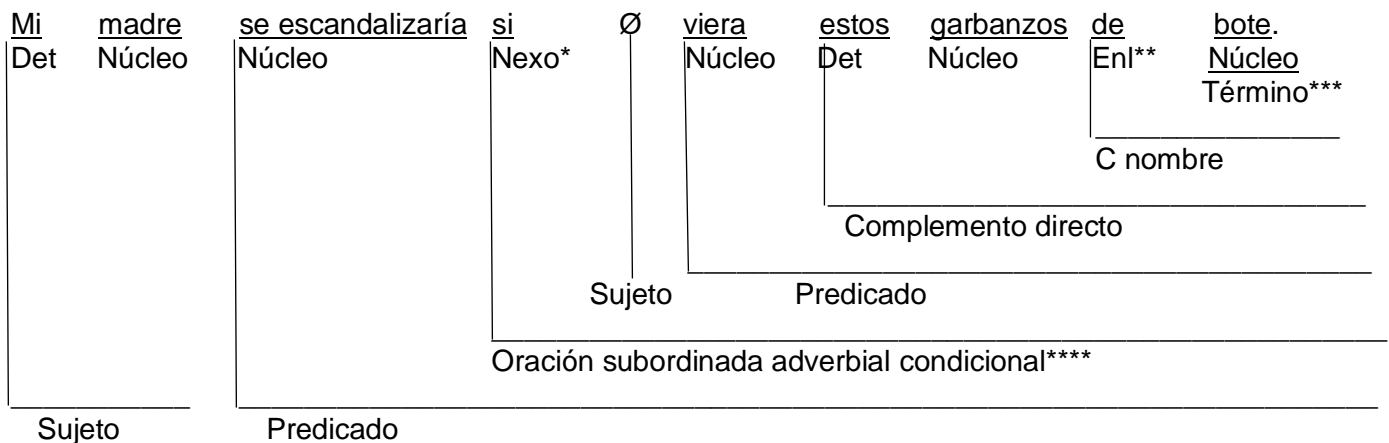 Mi madre se escandalizaría si Ø viera estos garbanzos de bote.
Det Núcleo Núcleo Nexo* Núcleo Det Núcleo Enl** Núcleo
Término***
C nombre
Complemento directo
Sujeto Predicado
Oración subordinada adverbial condicional****
Sujeto Predicado